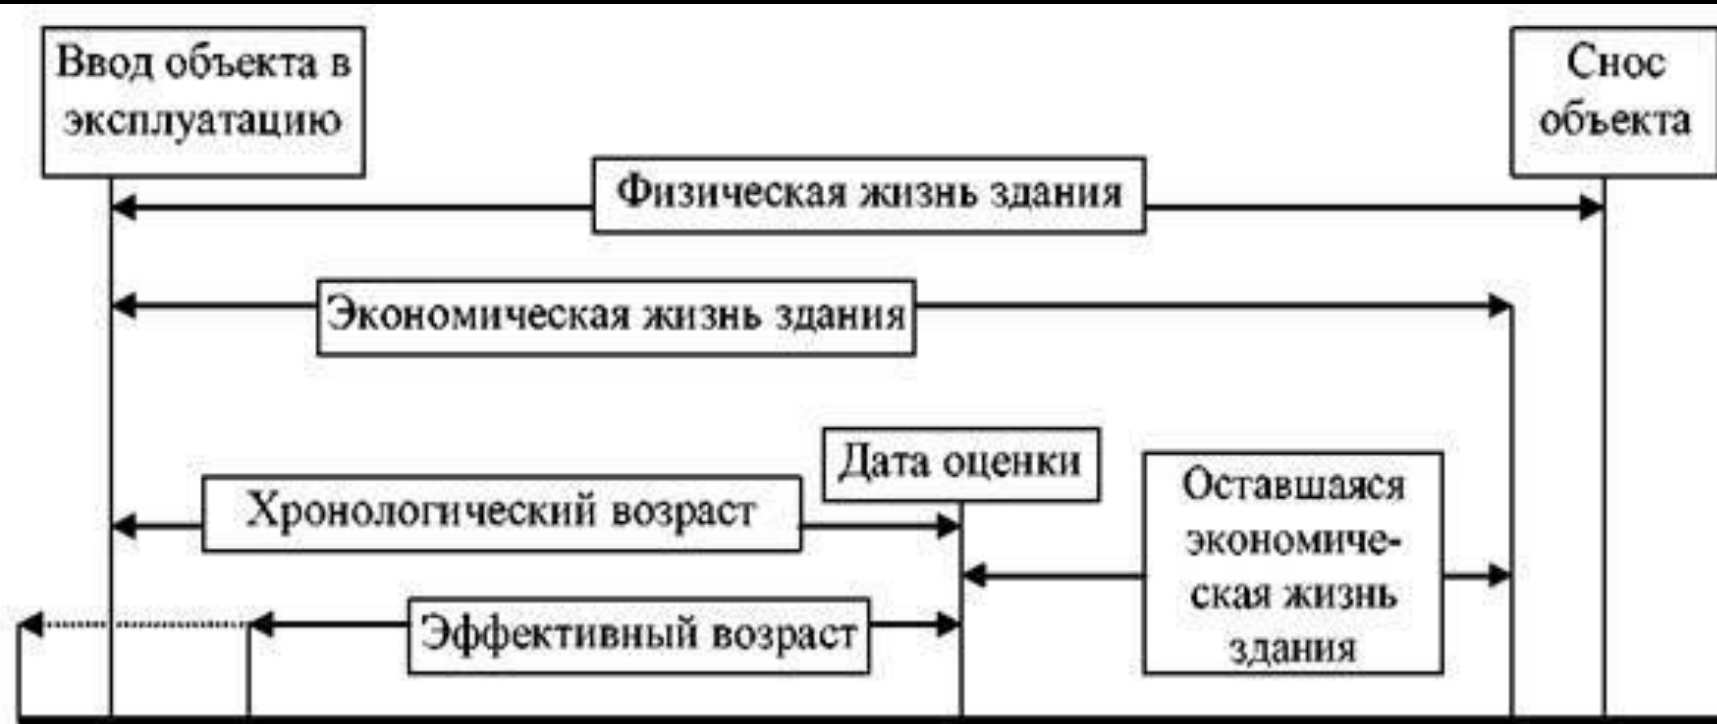 Ввод объекта в
эксплуатацию
Снос
объекта
Физическая жизнь здания
Экономическая жизнь здания
Дата оценки
Хронологический возраст
Оставшаяся
экономиче-
ская жизнь
здания
Эффективный возраст